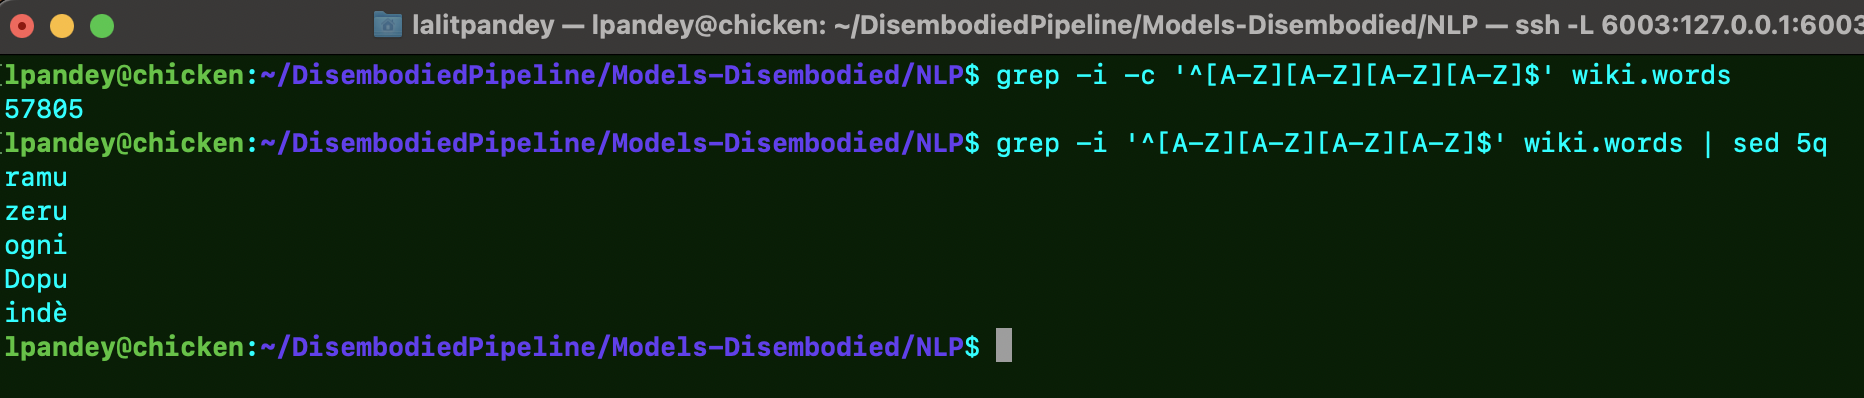 lalitpandey — lpandey@chicken: ~/DisembodiedPipeline/Models-Disembodied/NLP — ssh -L 6003:127.0.0.1:6003
lpandey@chicken:~/DisembodiedPipeline/Models-Disembodied/NLP$ grep -i -c '^[A-Z][A-Z][A-Z][A-Z]$' wiki.words
57805
lpandey@chicken:~/DisembodiedPipeline/Models-Disembodied/NLP$ grep -i '^[A-Z][A-Z][A-Z][A-Z]$' wiki.words | sed 5q
ramu
zeru
ogni
Dopu
indè
lpandey@chicken:~/DisembodiedPipeline/Models-Disembodied/NLP$